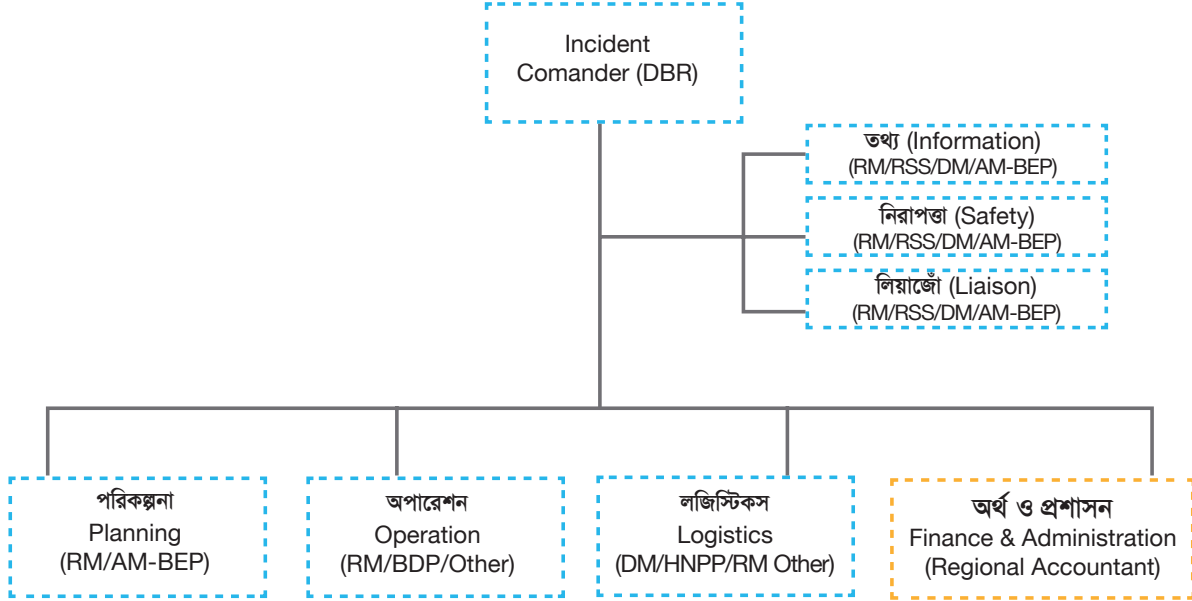 Incident
Comander (DBR)
তথ্য (Information)
(RM/RSS/DM/AM-BEP)
নিরাপত্তা (Safety)
(RM/RSS/DM/AM-BEP)
লিয়াজোঁ (Liaison)
(RM/RSS/DM/AM-BEP)
পরিকল্পনা
Planning
(RM/AM-BEP)
অপারেশন
Operation
(RM/BDP/Other)
লজিস্টিকস
Logistics
(DM/HNPP/RM Other)
অর্থ ও প্রশাসন
Finance & Administration
(Regional Accountant)